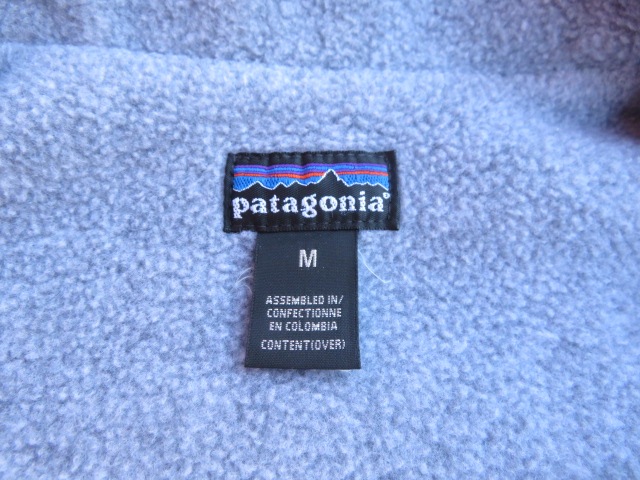 patagonia®
M
ASSEMBLED IN/
CONFECTIONNE
EN COLOMBIA
CONTENT(OVER)